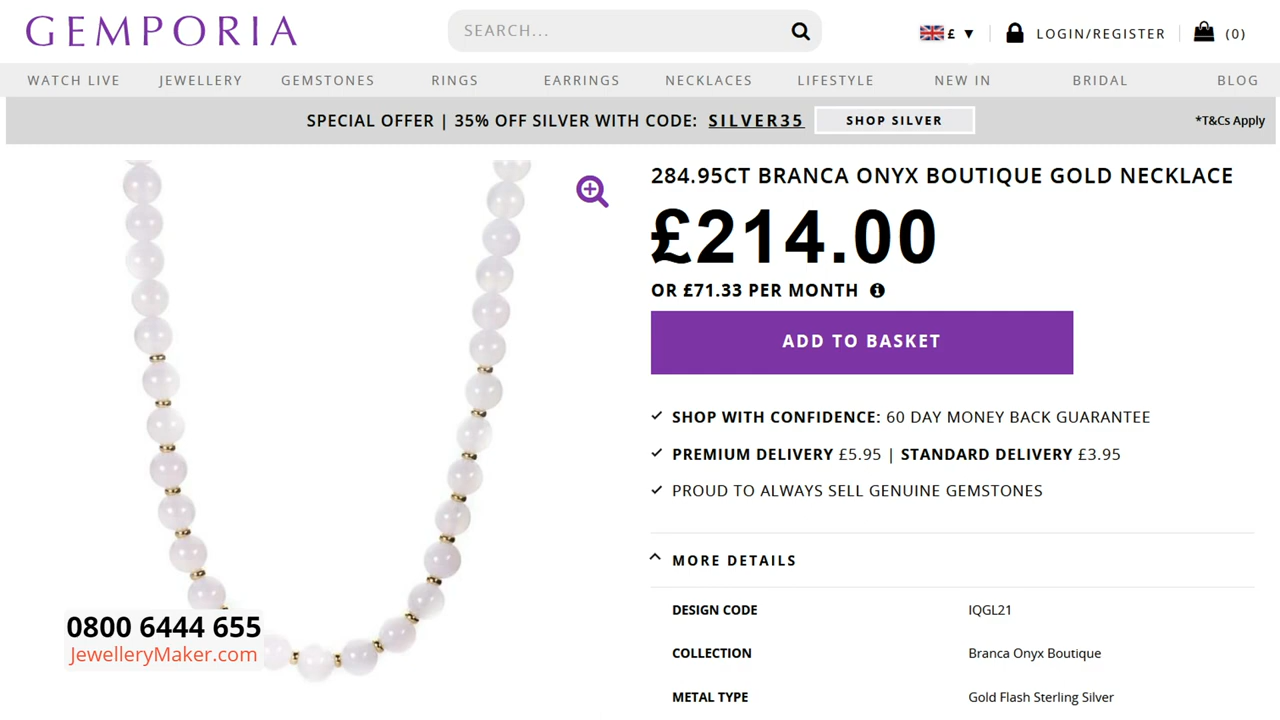 GEMPORIA
SEARCH...
£ ▼
LOGIN/REGISTER
(0)
WATCH LIVE JEWELLERY GEMSTONES RINGS EARRINGS NECKLACES LIFESTYLE NEW IN BRIDAL BLOG
SPECIAL OFFER | 35% OFF SILVER WITH CODE: SILVER35 SHOP SILVER *T&Cs Apply
284.95CT BRANCA ONYX BOUTIQUE GOLD NECKLACE
£214.00
OR £71.33 PER MONTH
ADD TO BASKET
SHOP WITH CONFIDENCE: 60 DAY MONEY BACK GUARANTEE
PREMIUM DELIVERY £5.95 | STANDARD DELIVERY £3.95
PROUD TO ALWAYS SELL GENUINE GEMSTONES
MORE DETAILS
DESIGN CODE IQGL21
COLLECTION Branca Onyx Boutique
METAL TYPE Gold Flash Sterling Silver
0800 6444 655
JewelleryMaker.com